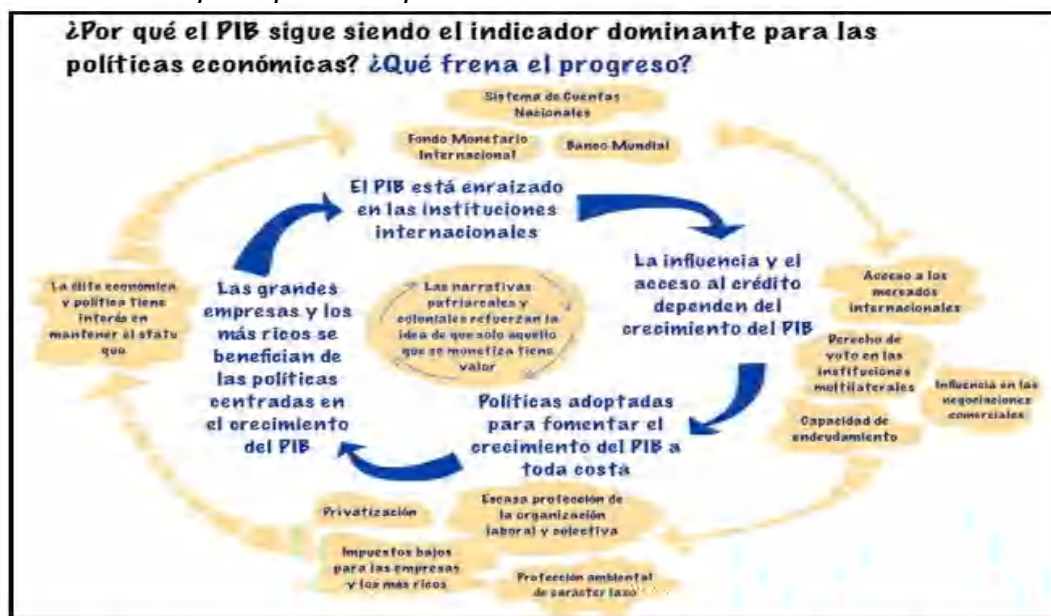 ¿Por qué el PIB sigue siendo el indicador dominante para las
políticas económicas? ¿Qué frena el progreso?
Sistema de Cuentas
Nacionales
Fondo Monetario
Internacional
Banco Mundial
El PIB está enraizado
en las instituciones
internacionales
La influencia y el
acceso al crédito
dependen del
crecimiento del PIB
Acceso a los
mercados
internacionales
Derecho de
voto en las
instituciones
multilaterales
Influencia en las
negociaciones
comerciales
Capacidad de
endeudamiento
Políticas adoptadas
para fomentar el
crecimiento del PIB a
toda costa
Escasa protección de
la organización
laboral y colectiva
Privatización
Impuestos bajos
para las empresas
y los más ricos
Protección ambiental
de carácter laxo
Las grandes
empresas y los
más ricos se
benefician de
las políticas
centradas en
el crecimiento
del PIB
La élite económica
y política tiene
interés en
mantener el statu
quo
Las narrativas
patriarcales y
coloniales refuerzan la
idea de que solo aquello
que se monetiza tiene
valor